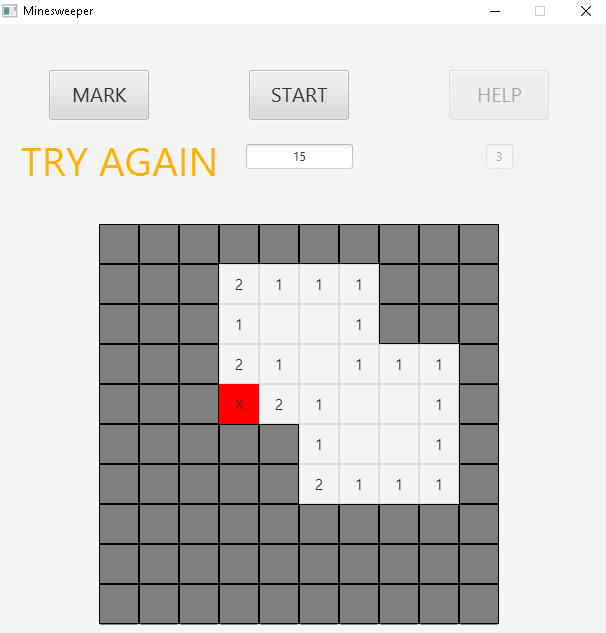 Minesweeper
MARK START HELP
TRY AGAIN 15 3
2 1 1 1
1 1
2 1 1 1 1
X 2 1 1
1 1
2 1 1 1